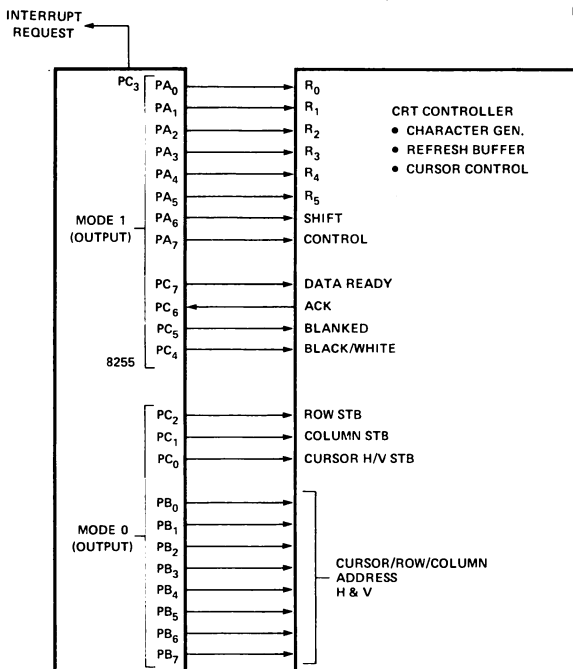 INTERRUPT
REQUEST
PC3
MODE 1
(OUTPUT)
8255
PA0
PA1
PA2
PA3
PA4
PA5
PA6
PA7
PC7
PC6
PC5
PC4
R0
R1
R2
R3
R4
R5
SHIFT
CONTROL
DATA READY
ACK
BLANKED
BLACK/WHITE
CRT CONTROLLER
• CHARACTER GEN.
• REFRESH BUFFER
• CURSOR CONTROL
MODE 0
(OUTPUT)
PC2
PC1
PC0
PB0
PB1
PB2
PB3
PB4
PB5
PB6
PB7
ROW STB
COLUMN STB
CURSOR H/V STB
CURSOR/ROW/COLUMN
ADDRESS
H & V